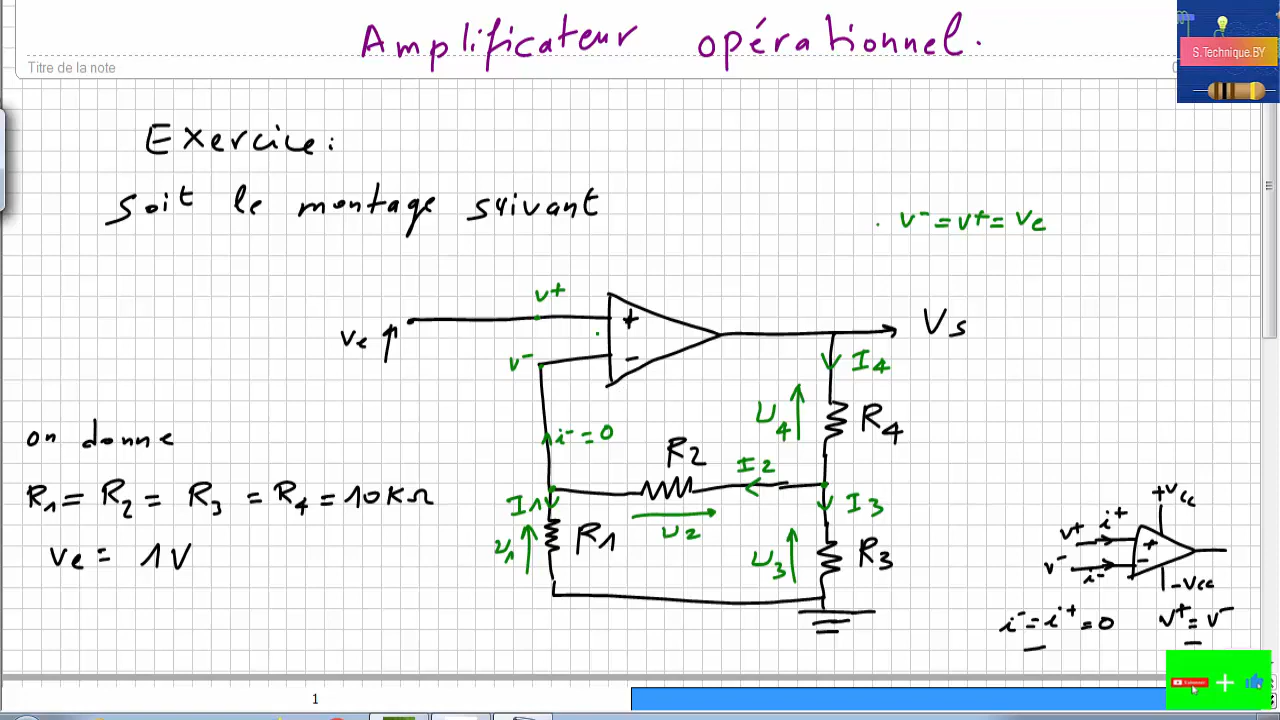 Amplificateur opérationnel.
S.Technique.BY
Titre de la note
Exercice:
soit le montage suivant
v⁻ = v⁺ = ve
v⁺
+
ve
Vs
v⁻
-
I4
U4
R4
on donne
i⁻ = 0
R2
I2
R1 = R2 = R3 = R4 = 10KΩ
I1
I3
+Vcc
U1
R1
U2
U3
R3
v⁺ i⁺
+
ve = 1V
v⁻ i⁻
-
-Vcc
i⁻ = i⁺ = 0
v⁺ = v⁻
1